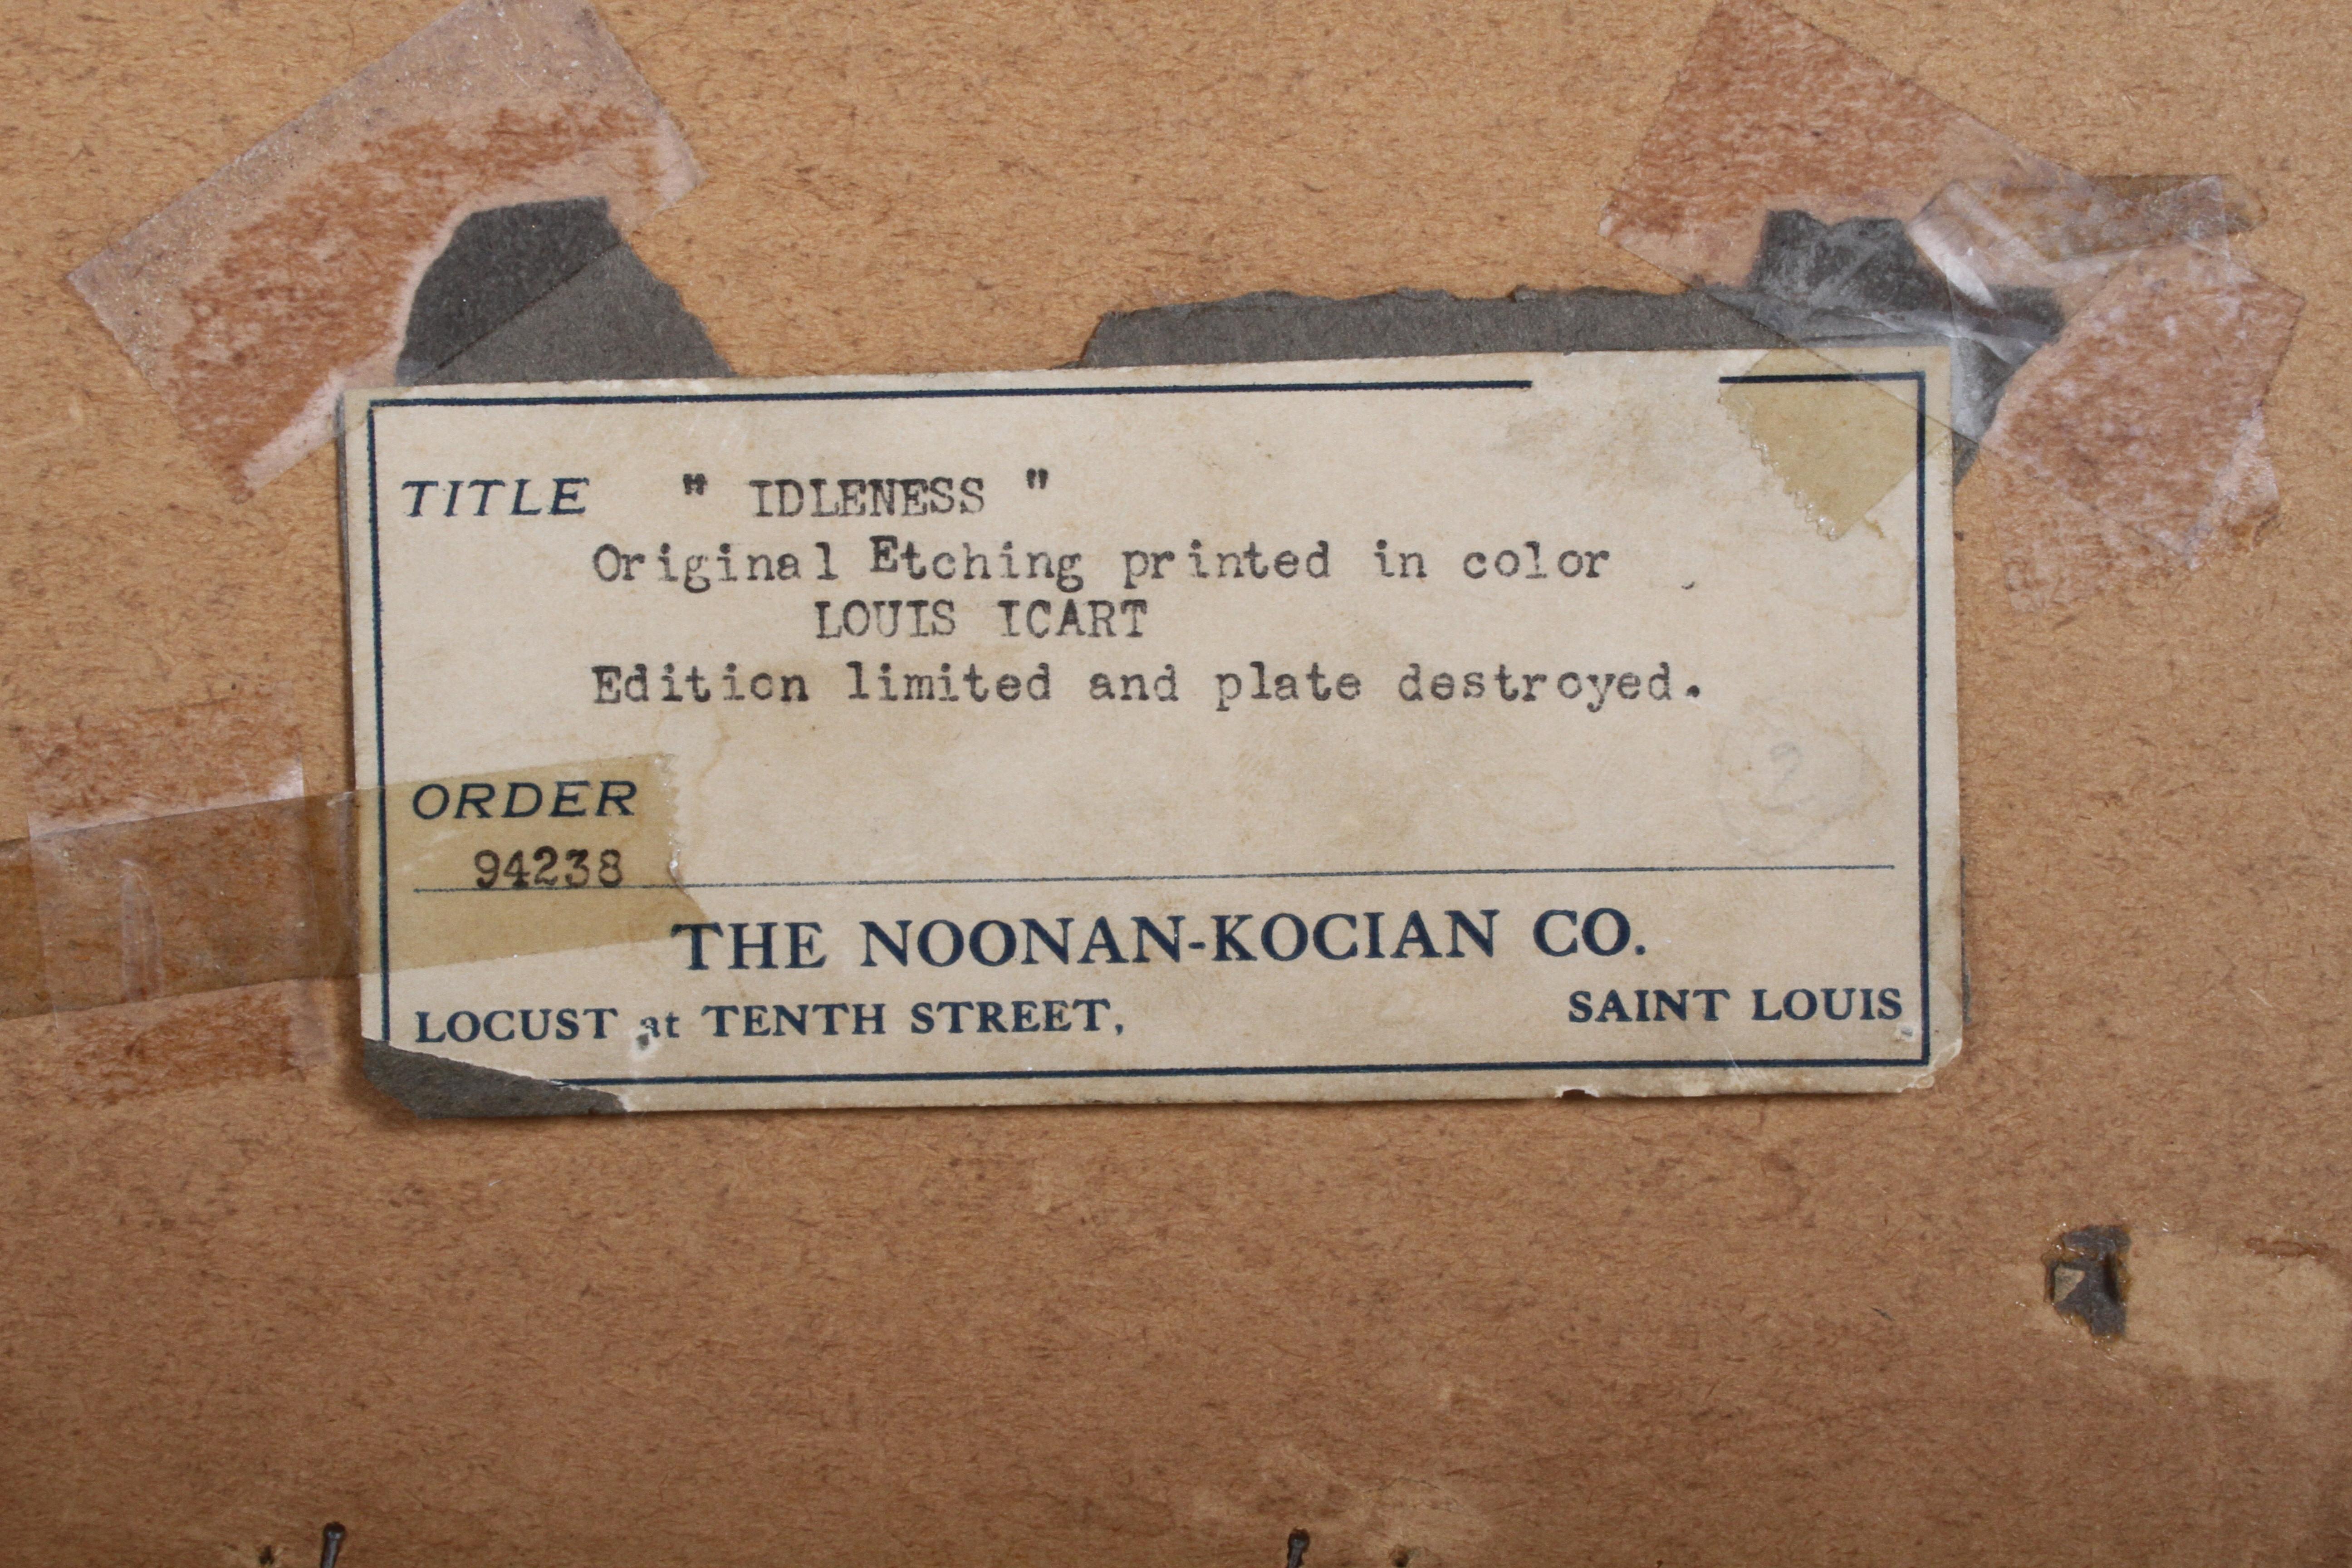 TITLE " IDLENESS "
Original Etching printed in color
LOUIS ICART
Edition limited and plate destroyed.
ORDER
94238
THE NOONAN-KOCIAN CO.
LOCUST at TENTH STREET, SAINT LOUIS